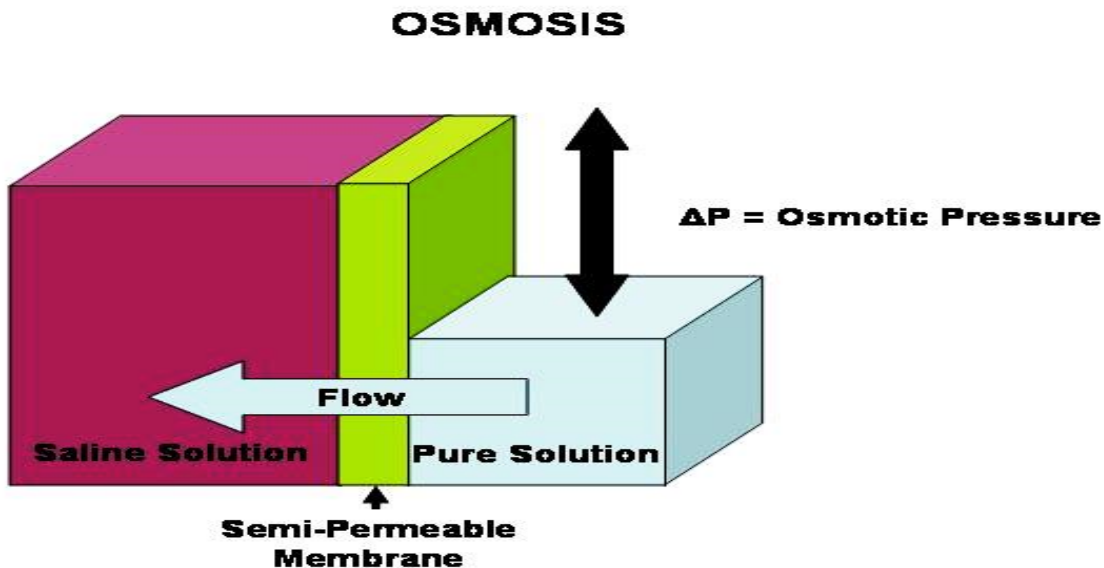 OSMOSIS
ΔP = Osmotic Pressure
Flow
Saline Solution
Pure Solution
Semi-Permeable
Membrane